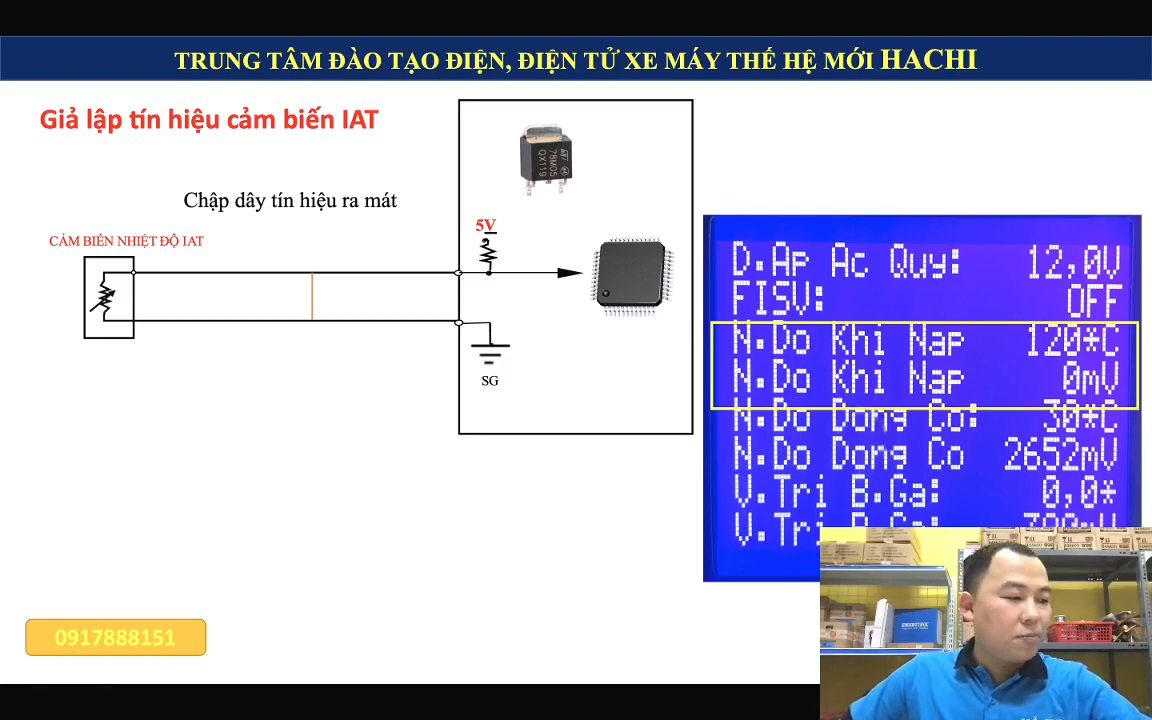 TRUNG TÂM ĐÀO TẠO ĐIỆN, ĐIỆN TỬ XE MÁY THẾ HỆ MỚI HACHI
Giả lập tín hiệu cảm biến IAT
Chập dây tín hiệu ra mát
CẢM BIẾN NHIỆT ĐỘ IAT
78M05
QX119
5V
SG
D.Ap Ac Quy: 12,0V
FISV: OFF
N.Do Khi Nap 120*C
N.Do Khi Nap 0mV
N.Do Dong Co: 30*C
N.Do Dong Co 2652mV
V.Tri B.Ga: 0,0*
V.Tri
0917888151